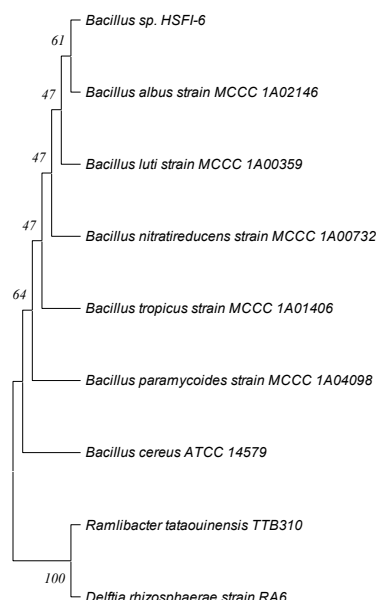 Bacillus sp. HSFI-6
61
Bacillus albus strain MCCC 1A02146
47
Bacillus luti strain MCCC 1A00359
47
Bacillus nitratireducens strain MCCC 1A00732
47
Bacillus tropicus strain MCCC 1A01406
64
Bacillus paramycoides strain MCCC 1A04098
Bacillus cereus ATCC 14579
Ramlibacter tataouinensis TTB310
100
Delftia rhizosphaerae strain RA6